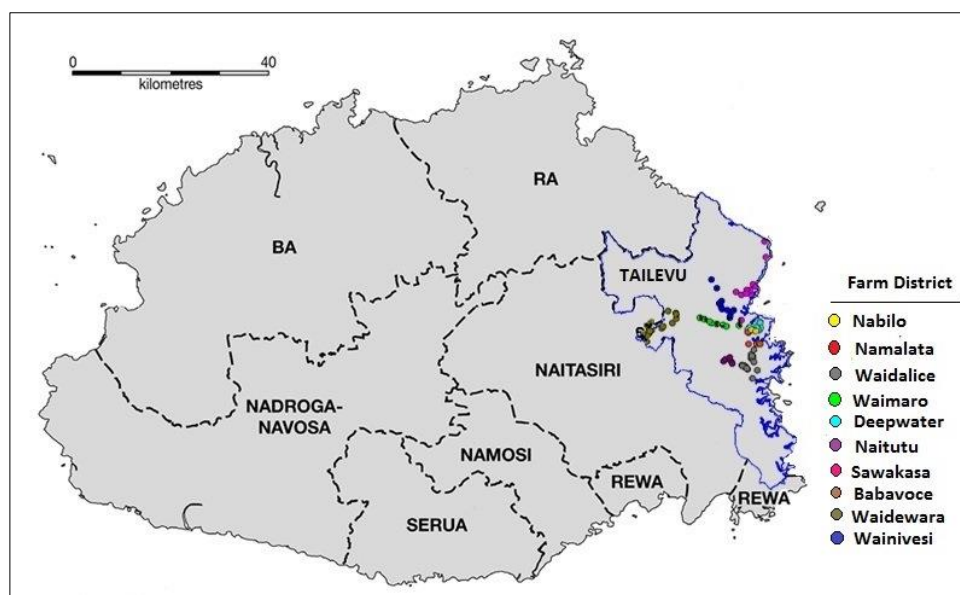 0 40
kilometres
RA
BA
TAILEVU
NAITASIRI
NADROGA-
NAVOSA
NAMOSI
REWA
REWA
SERUA
Farm District
Nabilo
Namalata
Waidalice
Waimaro
Deepwater
Naitutu
Sawakasa
Babavoce
Waidewara
Wainivesi